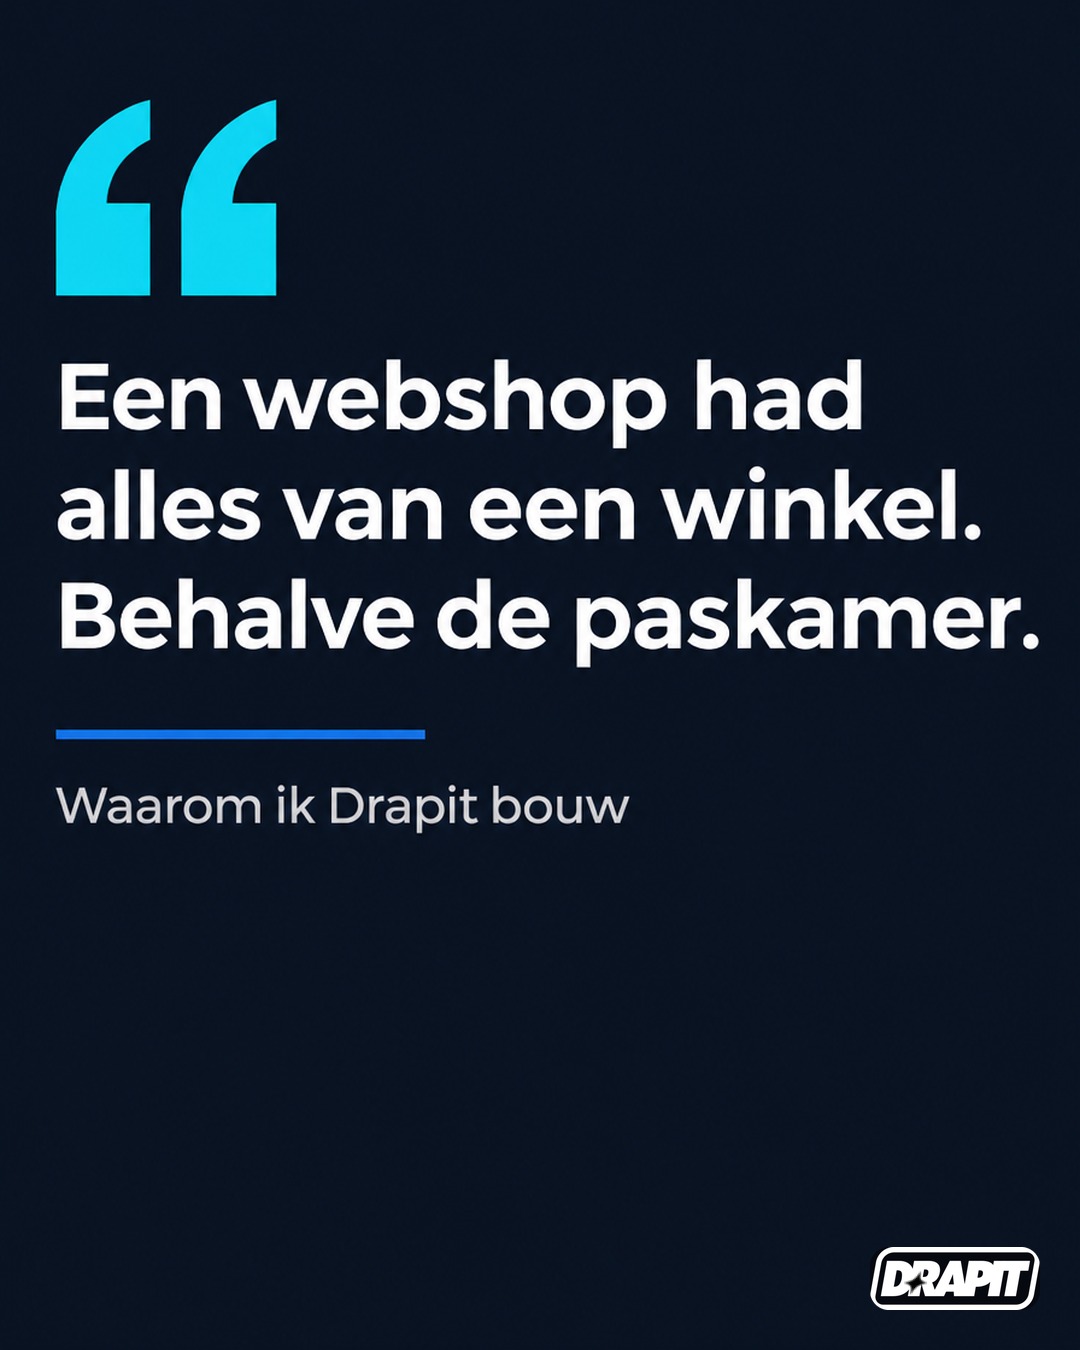 “
Een webshop had
alles van een winkel.
Behalve de paskamer.
Waarom ik Drapit bouw
DRAPIT